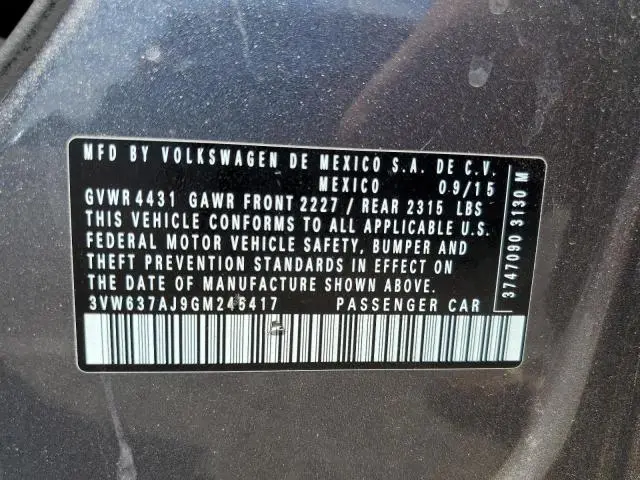 MFD BY VOLKSWAGEN DE MEXICO S.A. DE C.V.
MEXICO 09/15
GVWR 4431 GAWR FRONT 2227 / REAR 2315 LBS
THIS VEHICLE CONFORMS TO ALL APPLICABLE U.S.
FEDERAL MOTOR VEHICLE SAFETY, BUMPER AND
THEFT PREVENTION STANDARDS IN EFFECT ON
THE DATE OF MANUFACTURE SHOWN ABOVE.
3VW637AJ9GM245417 PASSENGER CAR
3747090 3130 M